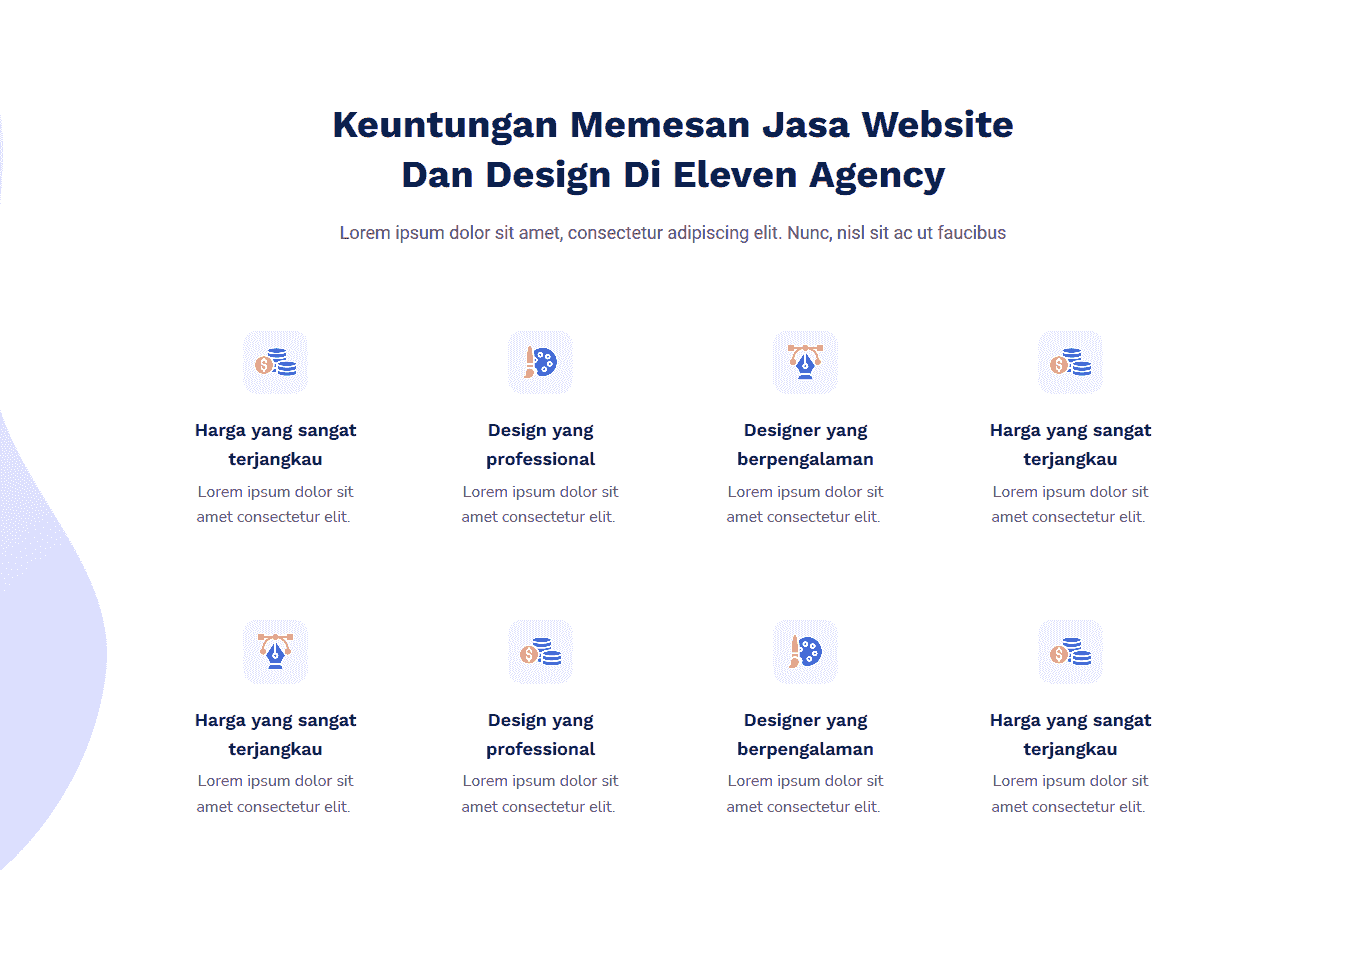 Keuntungan Memesan Jasa Website
Dan Design Di Eleven Agency
Lorem ipsum dolor sit amet, consectetur adipiscing elit. Nunc, nisl sit ac ut faucibus
$
Harga yang sangat
terjangkau
Lorem ipsum dolor sit
amet consectetur elit.
Design yang
professional
Lorem ipsum dolor sit
amet consectetur elit.
Designer yang
berpengalaman
Lorem ipsum dolor sit
amet consectetur elit.
$
Harga yang sangat
terjangkau
Lorem ipsum dolor sit
amet consectetur elit.
Harga yang sangat
terjangkau
Lorem ipsum dolor sit
amet consectetur elit.
$
Design yang
professional
Lorem ipsum dolor sit
amet consectetur elit.
Designer yang
berpengalaman
Lorem ipsum dolor sit
amet consectetur elit.
$
Harga yang sangat
terjangkau
Lorem ipsum dolor sit
amet consectetur elit.